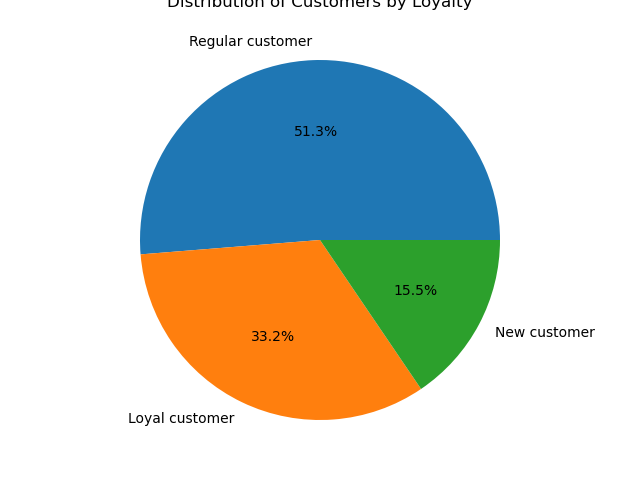 Distribution of Customers by Loyalty
Regular customer
51.3%
15.5%
33.2%
New customer
Loyal customer